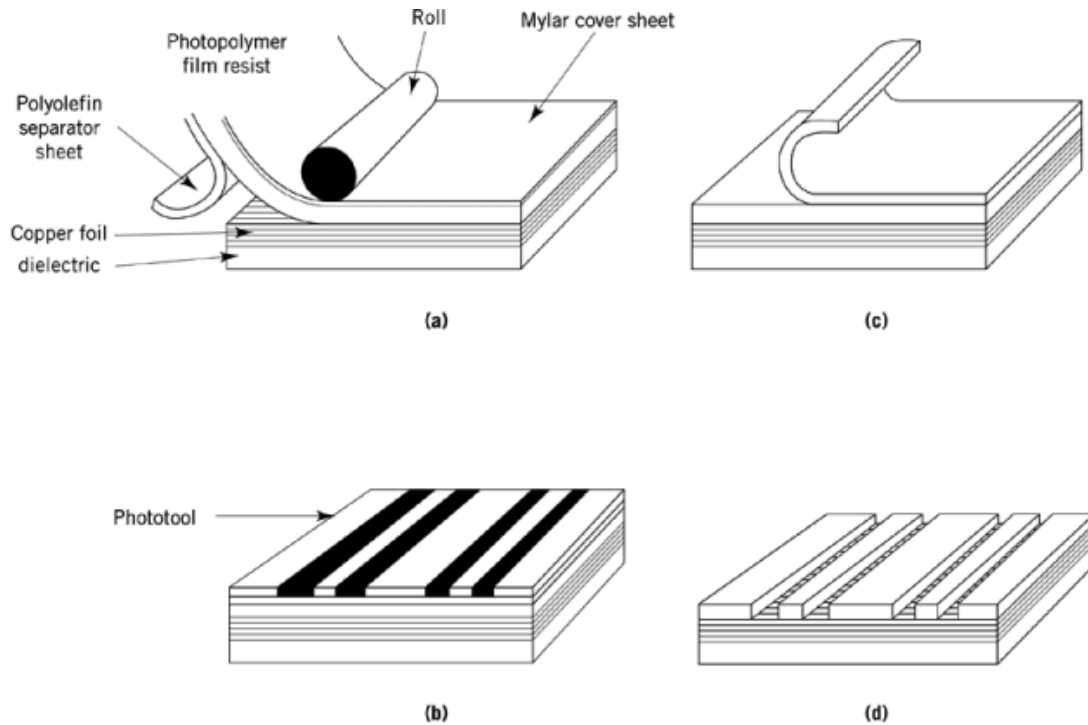 Roll
Mylar cover sheet
Photopolymer
film resist
Polyolefin
separator
sheet
Copper foil
dielectric
(a)
(c)
Phototool
(b)
(d)